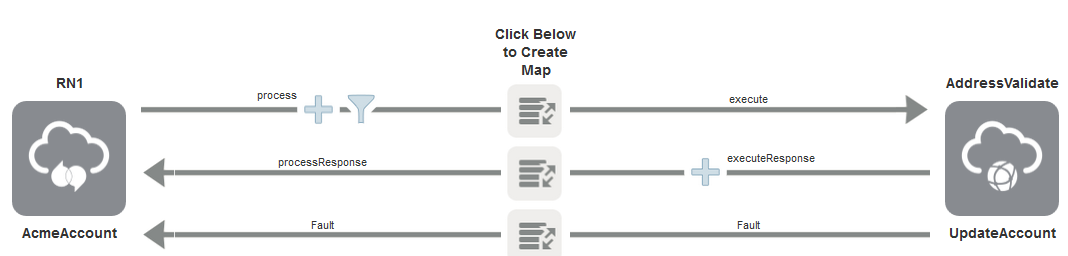 Click Below
to Create
Map
RN1
AddressValidate
process
execute
processResponse
executeResponse
AcmeAccount
Fault
Fault
UpdateAccount